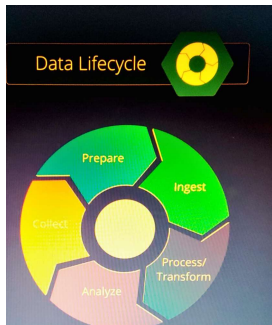 Data Lifecycle
Prepare
Ingest
Process/
Transform
Analyze
Collect